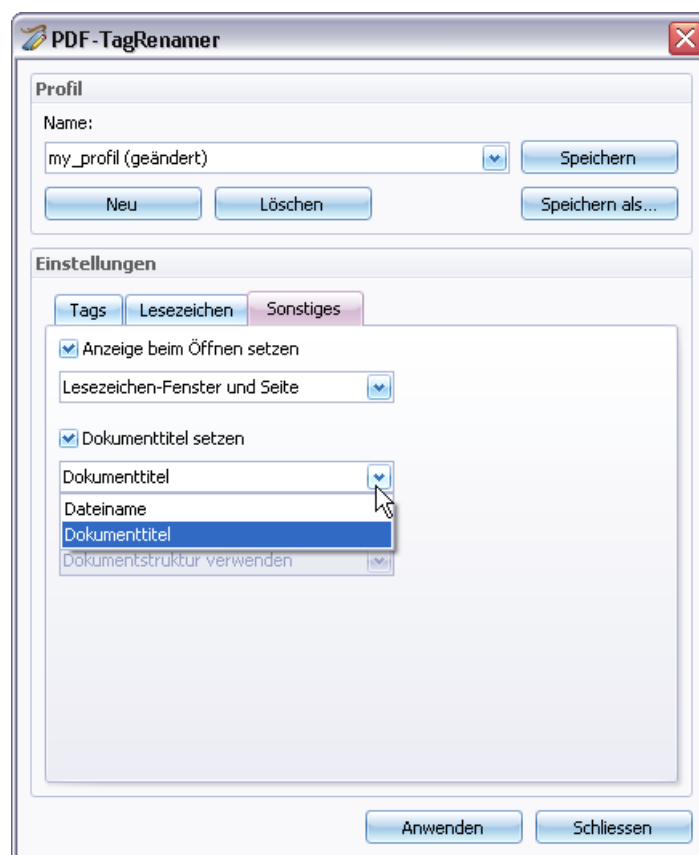 PDF-TagRenamer
Profil
Name:
my_profil (geändert)
Speichern
Neu
Löschen
Speichern als...
Einstellungen
Tags
Lesezeichen
Sonstiges
Anzeige beim Öffnen setzen
Lesezeichen-Fenster und Seite
Dokumenttitel setzen
Dokumenttitel
Dateiname
Dokumenttitel
Dokumentstruktur verwenden
Anwenden
Schliessen